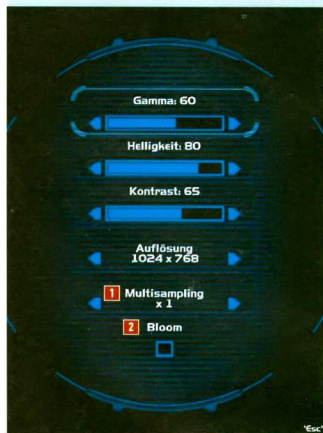 Gamma: 60
Helligkeit: 80
Kontrast: 65
Auflösung
1024 x 768
1 Multisampling
x 1
2 Bloom
'Esc'